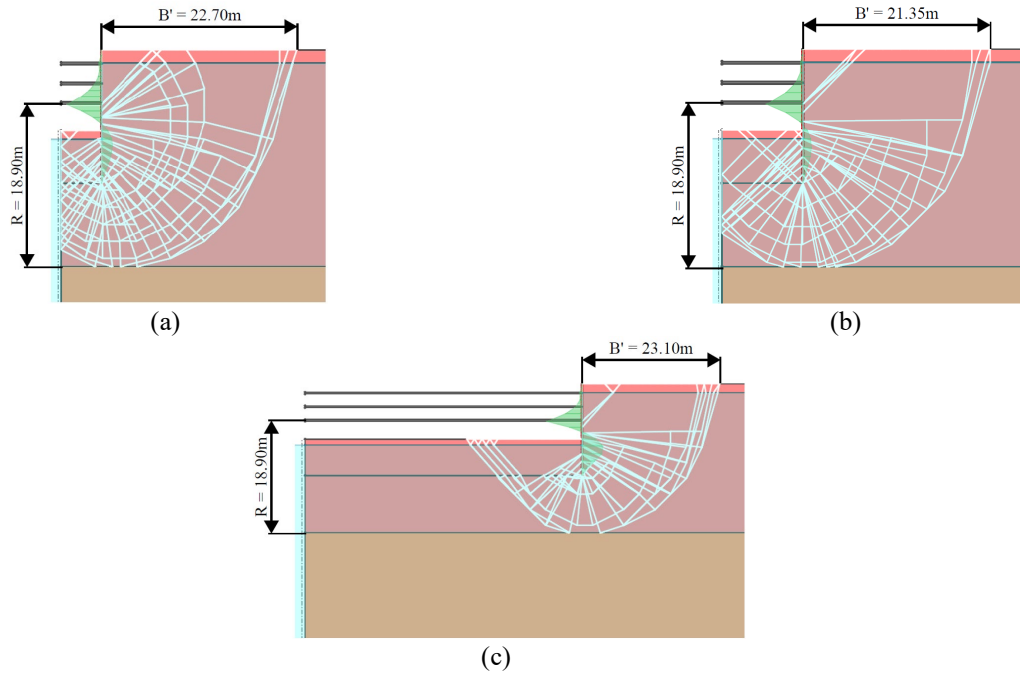 B' = 22.70m
R = 18.90m
(a)
B' = 21.35m
R = 18.90m
(b)
B' = 23.10m
R = 18.90m
(c)